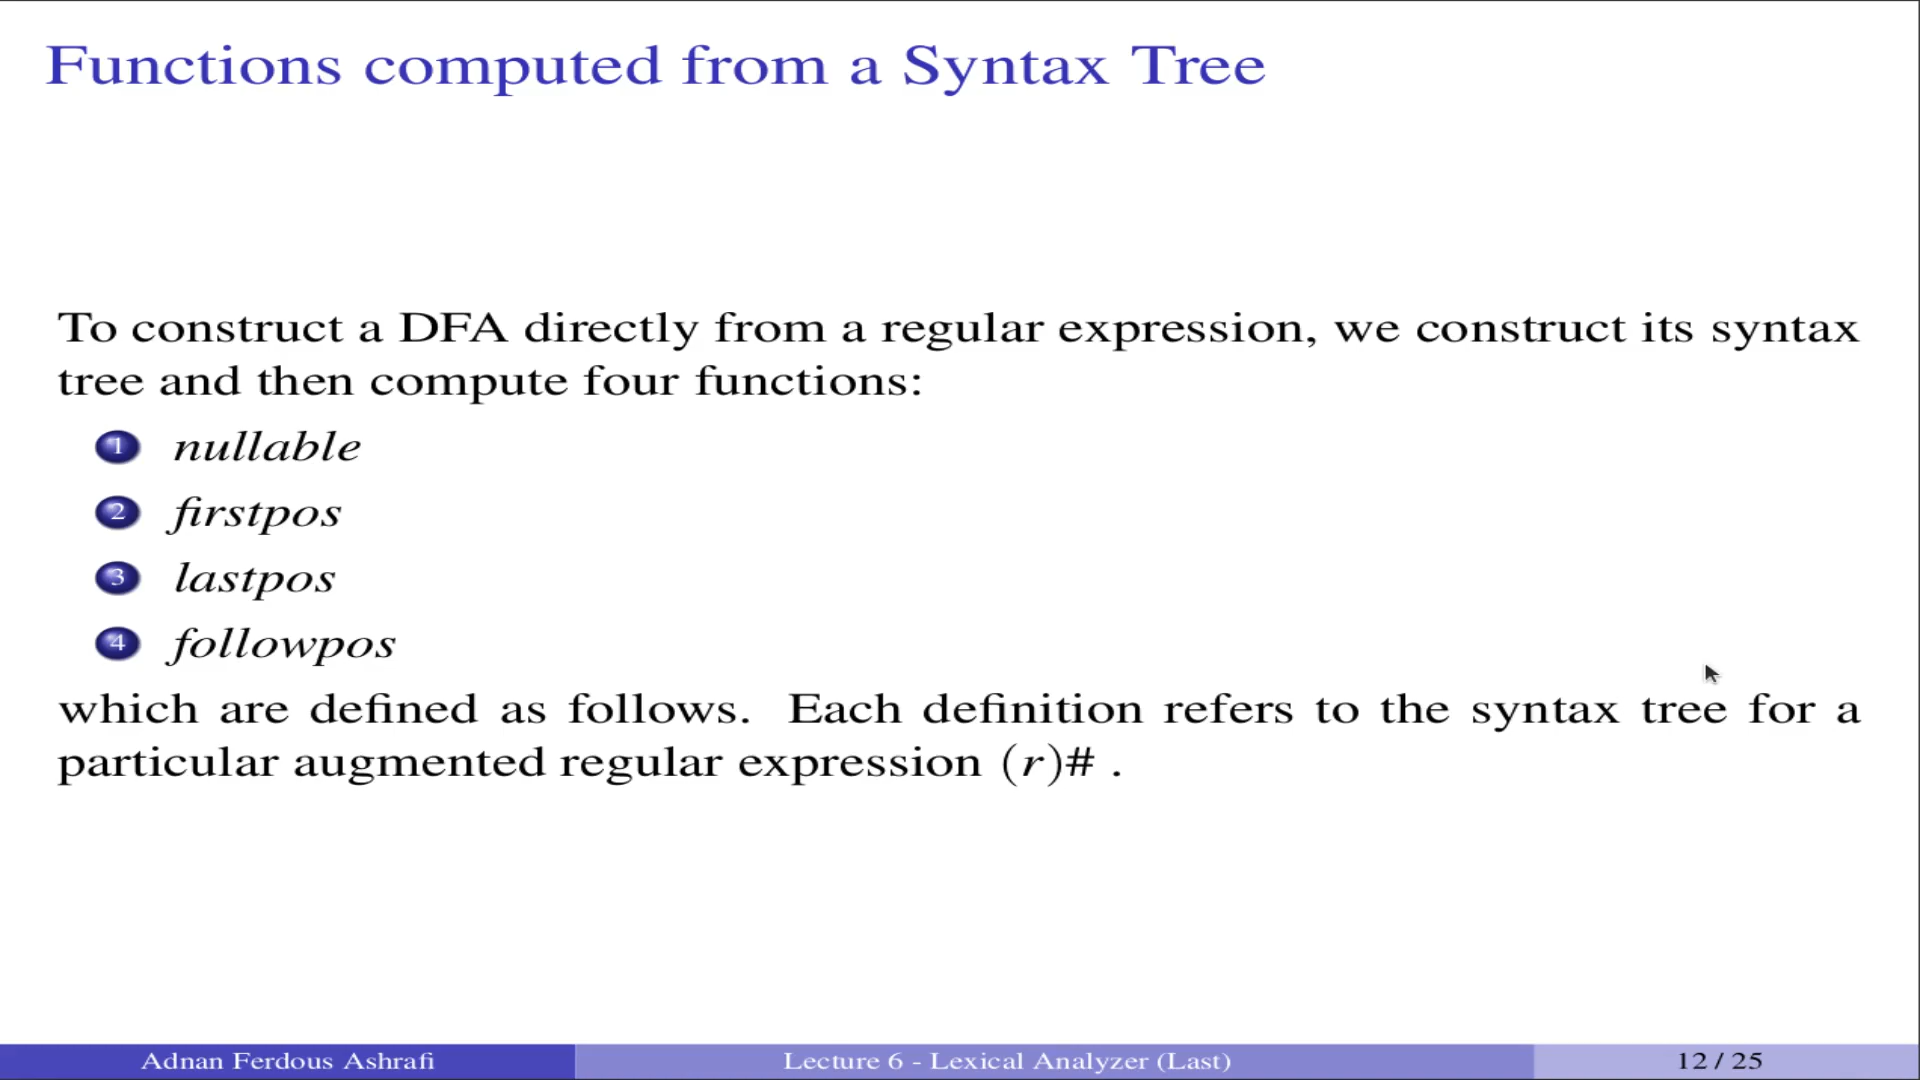 Functions computed from a Syntax Tree
To construct a DFA directly from a regular expression, we construct its syntax
tree and then compute four functions:
1 nullable
2 firstpos
3 lastpos
4 followpos
which are defined as follows. Each definition refers to the syntax tree for a
particular augmented regular expression (r)# .
Adnan Ferdous Ashrafi
Lecture 6 - Lexical Analyzer (Last)
12 / 25